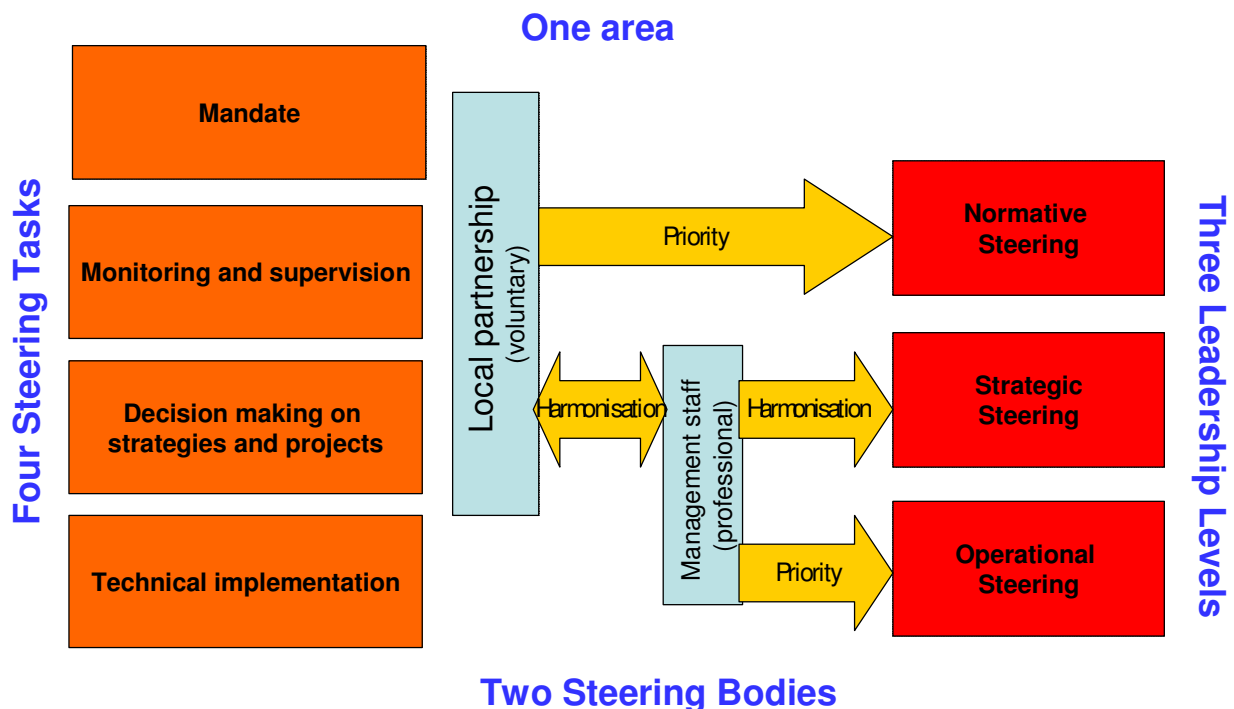 One area
Four Steering Tasks
Mandate
Monitoring and supervision
Decision making on
strategies and projects
Technical implementation
Local partnership
(voluntary)
Priority
Harmonisation
Management staff
(professional)
Harmonisation
Priority
Normative
Steering
Strategic
Steering
Operational
Steering
Three Leadership Levels
Two Steering Bodies